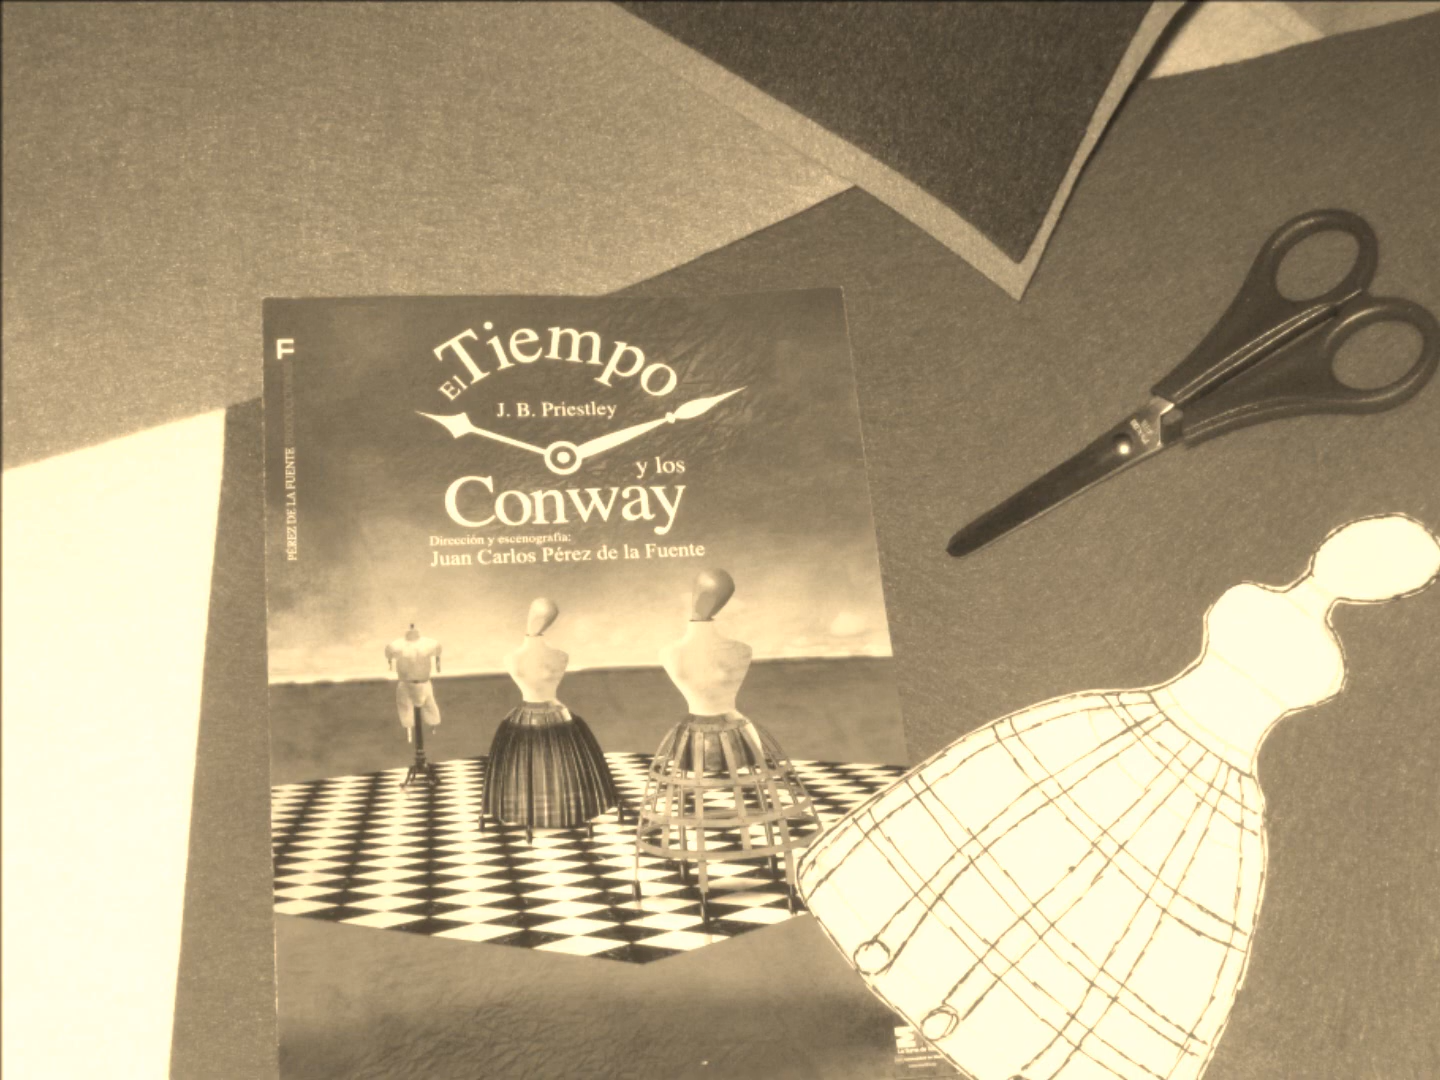 F
El Tiempo
J. B. Priestley
y los
Conway
Dirección y escenografía:
Juan Carlos Pérez de la Fuente
PÉREZ DE LA FUENTE